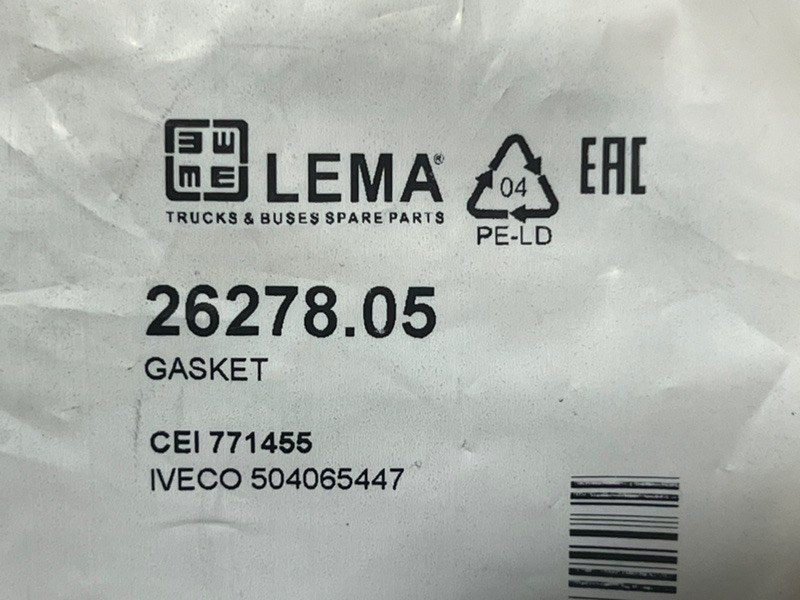 LEMA®
TRUCKS & BUSES SPARE PARTS
04
PE-LD
EAC
26278.05
GASKET
CEI 771455
IVECO 504065447